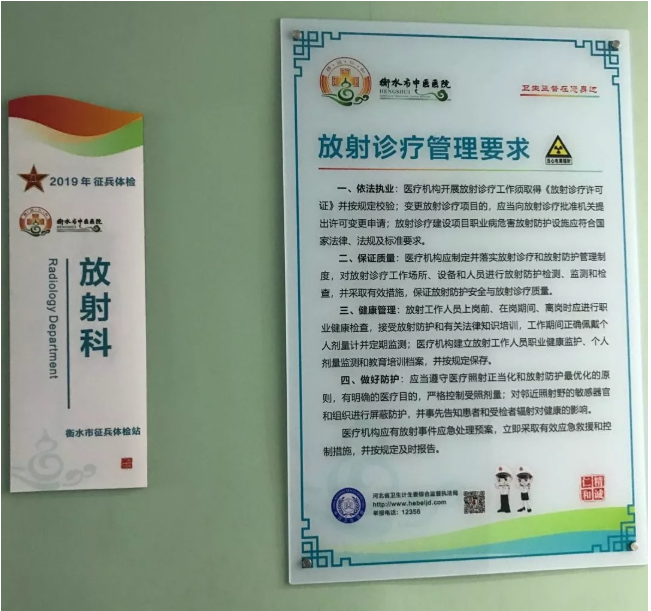 2019年征兵体检
衡水市中医医院
放射科
Radiology Department
衡水市征兵体检站
衡水市中医医院
HENGSHUI
卫生监督在您身边
放射诊疗管理要求
当心电离辐射
一、依法执业：医疗机构开展放射诊疗工作须取得《放射诊疗许可
证》并按规定校验；变更放射诊疗项目的，应当向放射诊疗批准机关提
出许可变更申请；放射诊疗建设项目职业病危害放射防护设施应符合国
家法律、法规及标准要求。
二、保证质量：医疗机构应制定并落实放射诊疗和放射防护管理制
度，对放射诊疗工作场所、设备和人员进行放射防护检测、监测和检
查，并采取有效措施，保证放射防护安全与放射诊疗质量。
三、健康管理：放射工作人员上岗前、在岗期间、离岗时应进行职
业健康检查，接受放射防护和有关法律知识培训，工作期间正确佩戴个
人剂量计并定期监测；医疗机构建立放射工作人员职业健康监护、个人
剂量监测和教育培训档案，并按规定保存。
四、做好防护：应当遵守医疗照射正当化和放射防护最优化的原
则，有明确的医疗目的，严格控制受照剂量；对邻近照射野的敏感器官
和组织进行屏蔽防护，并事先告知患者和受检者辐射对健康的影响。
医疗机构应有放射事件应急处理预案，立即采取有效应急救援和控
制措施，并按规定及时报告。
河北省卫生计生委综合监督执法局
http://www.hebeijd.com
举报电话：12356
精诚
仁和